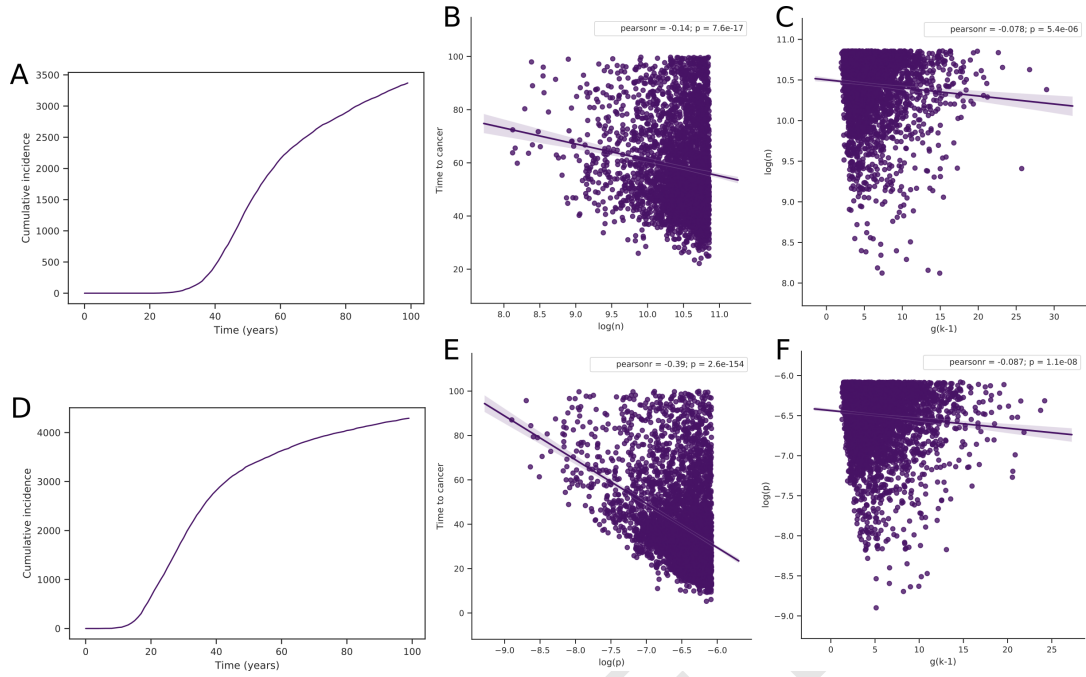 A
3500
3000
2500
2000
1500
1000
500
0
Cumulative incidence
0 20 40 60 80 100
Time (years)
B
pearsonr = -0.14; p = 7.6e-17
100
80
60
40
20
Time to cancer
8.0 8.5 9.0 9.5 10.0 10.5 11.0
log(n)
C
pearsonr = -0.078; p = 5.4e-06
11.0
10.5
10.0
9.5
9.0
8.5
8.0
log(n)
0 5 10 15 20 25 30
g(k-1)
D
4000
3000
2000
1000
0
Cumulative incidence
0 20 40 60 80 100
Time (years)
E
pearsonr = -0.39; p = 2.6e-154
100
80
60
40
20
0
Time to cancer
−9.0 −8.5 −8.0 −7.5 −7.0 −6.5 −6.0
log(p)
F
pearsonr = -0.087; p = 1.1e-08
−6.0
−6.5
−7.0
−7.5
−8.0
−8.5
−9.0
log(p)
0 5 10 15 20 25
g(k-1)